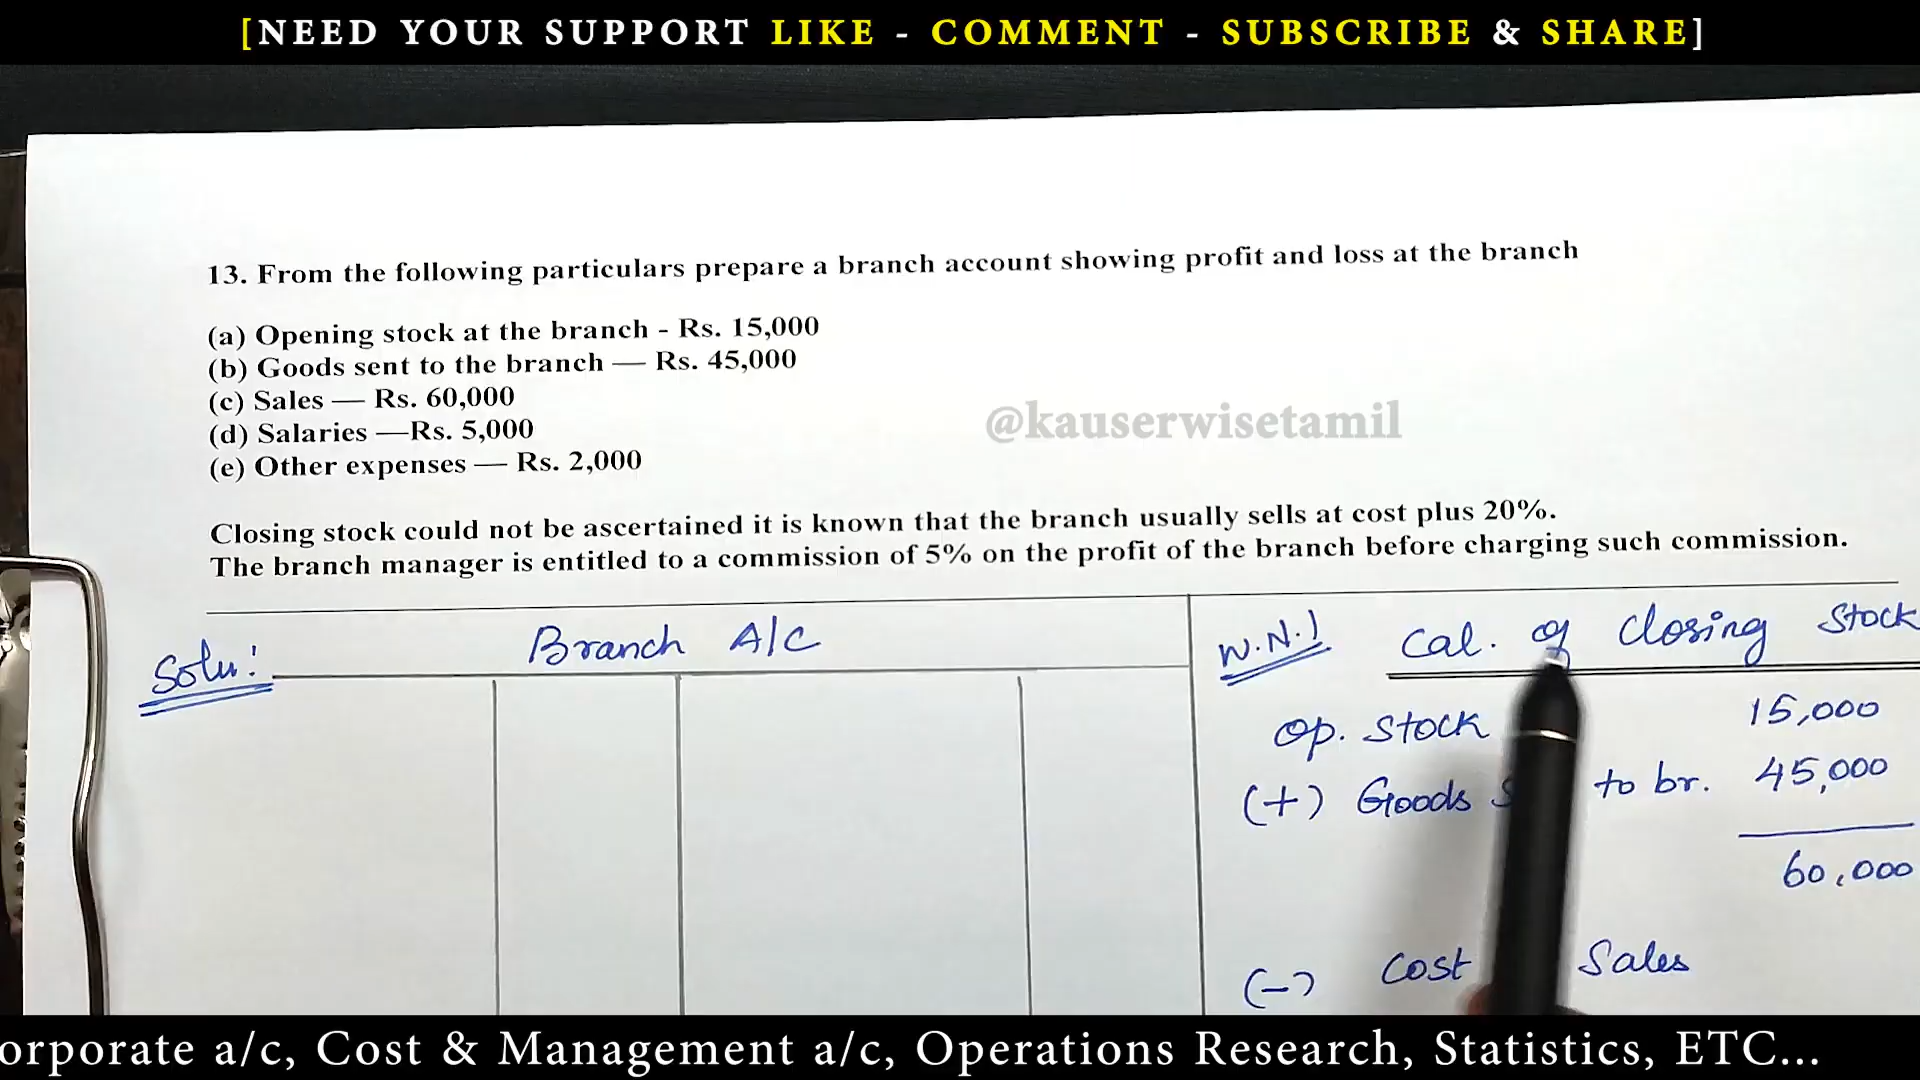 [NEED YOUR SUPPORT LIKE - COMMENT - SUBSCRIBE & SHARE]
13. From the following particulars prepare a branch account showing profit and loss at the branch
(a) Opening stock at the branch - Rs. 15,000
(b) Goods sent to the branch — Rs. 45,000
(c) Sales — Rs. 60,000
(d) Salaries —Rs. 5,000
(e) Other expenses — Rs. 2,000
@kauserwisetamil
Closing stock could not be ascertained it is known that the branch usually sells at cost plus 20%.
The branch manager is entitled to a commission of 5% on the profit of the branch before charging such commission.
Solu: Branch A/C
W.N.1 Cal. of Closing Stock
Op. Stock 15,000
(+) Goods to br. 45,000
60,000
(-) Cost Sales
orporate a/c, Cost & Management a/c, Operations Research, Statistics, ETC...